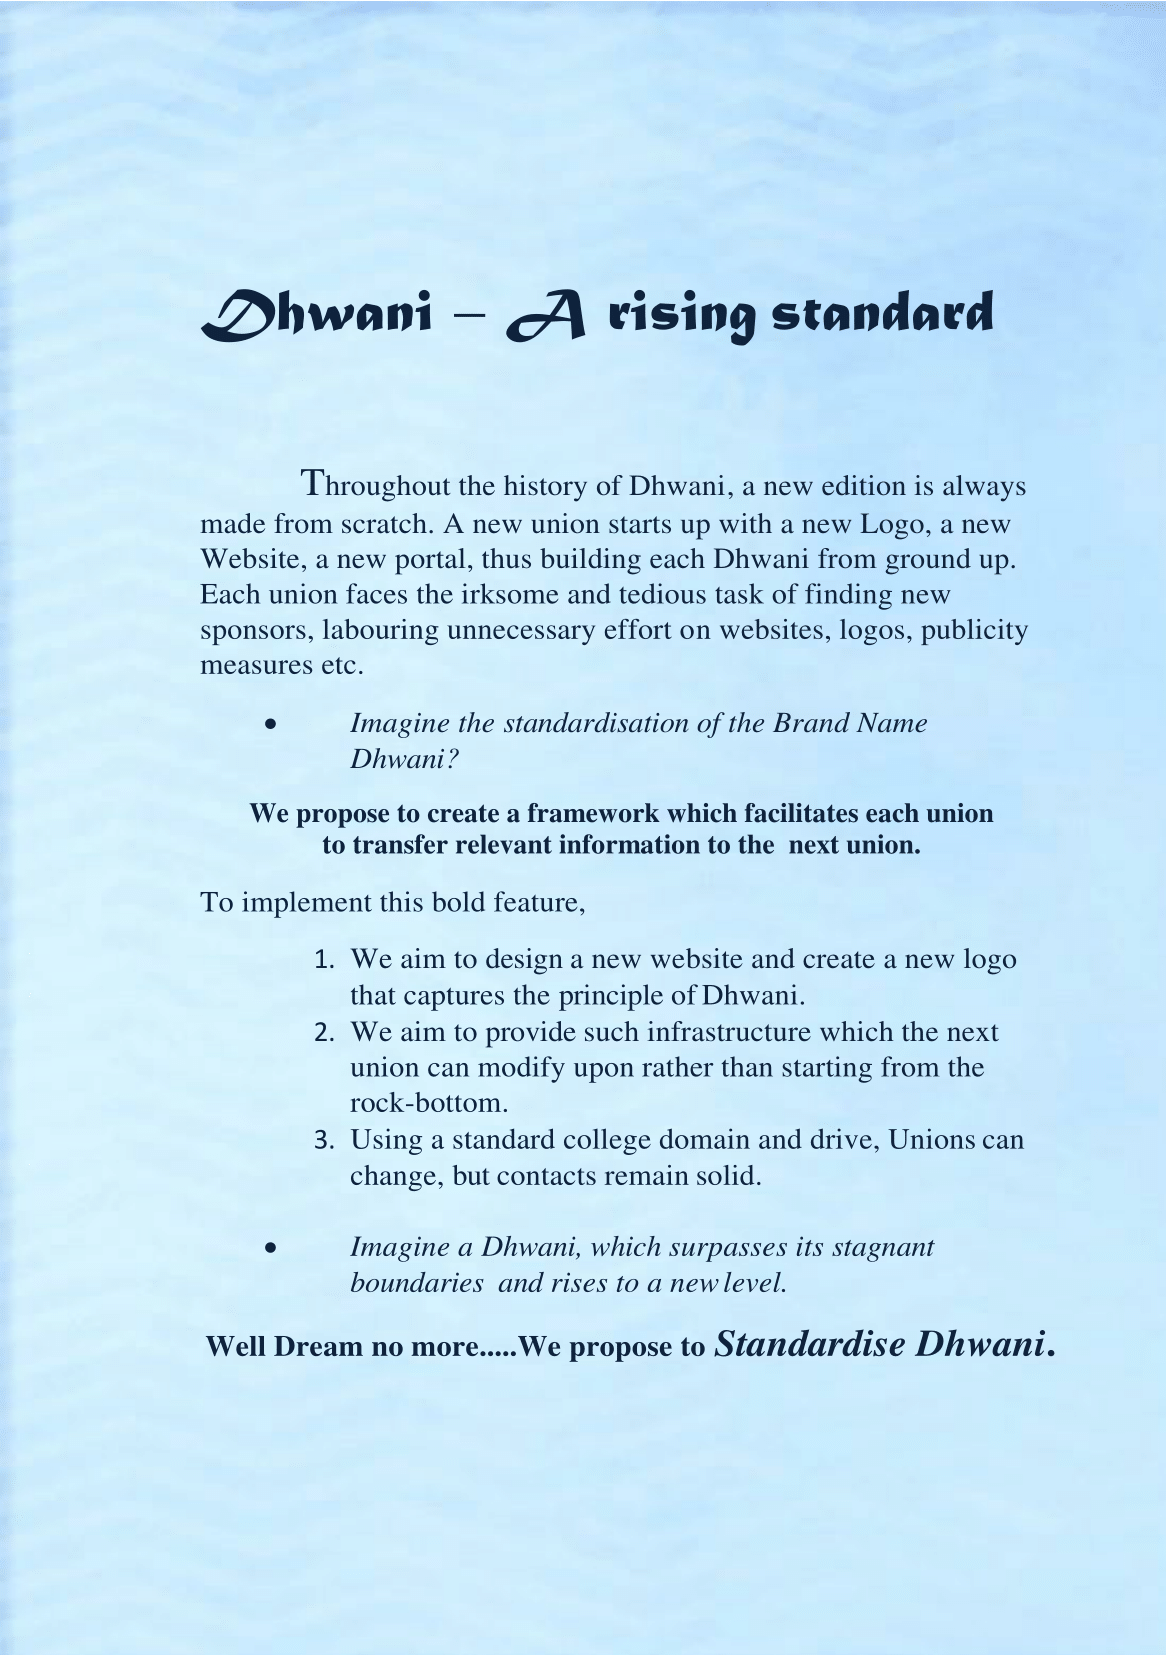 Dhwani – A rising standard
Throughout the history of Dhwani, a new edition is always
made from scratch. A new union starts up with a new Logo, a new
Website, a new portal, thus building each Dhwani from ground up.
Each union faces the irksome and tedious task of finding new
sponsors, labouring unnecessary effort on websites, logos, publicity
measures etc.
• Imagine the standardisation of the Brand Name
Dhwani?
We propose to create a framework which facilitates each union
to transfer relevant information to the next union.
To implement this bold feature,
1. We aim to design a new website and create a new logo
that captures the principle of Dhwani.
2. We aim to provide such infrastructure which the next
union can modify upon rather than starting from the
rock-bottom.
3. Using a standard college domain and drive, Unions can
change, but contacts remain solid.
• Imagine a Dhwani, which surpasses its stagnant
boundaries and rises to a new level.
Well Dream no more.....We propose to Standardise Dhwani.